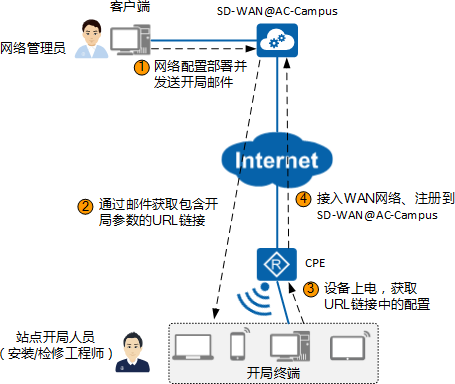 客户端
SD-WAN@AC-Campus
网络管理员
1 网络配置部署并
发送开局邮件
Internet
2 通过邮件获取包含开
局参数的URL链接
4 接入WAN网络、注册到
SD-WAN@AC-Campus
R
CPE
3 设备上电，获取
URL链接中的配置
站点开局人员
（安装/检修工程师）
开局终端